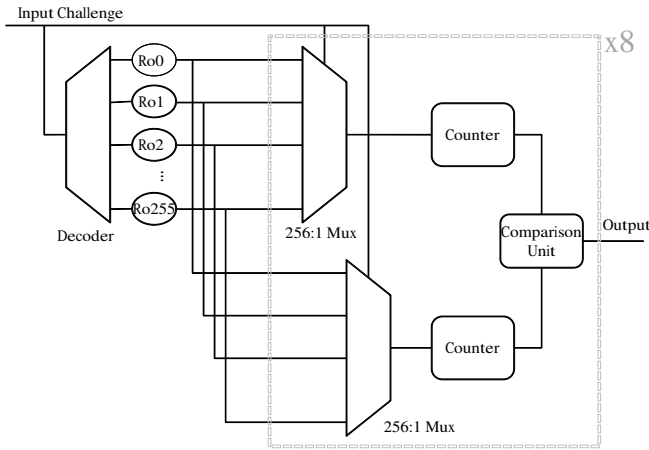 Input Challenge
x8
Ro0
Ro1
Counter
Ro2
...
Ro255
Decoder
256:1 Mux
Comparison
Unit
Output
Counter
256:1 Mux